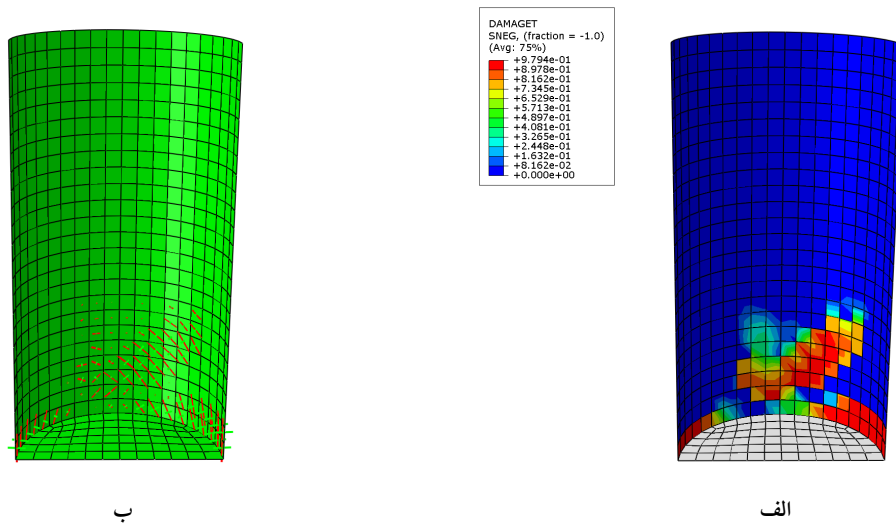 DAMAGET
SNEG, (fraction = -1.0)
(Avg: 75%)
+9.794e-01
+8.978e-01
+8.162e-01
+7.345e-01
+6.529e-01
+5.713e-01
+4.897e-01
+4.081e-01
+3.265e-01
+2.448e-01
+1.632e-01
+8.162e-02
+0.000e+00
الف
ب